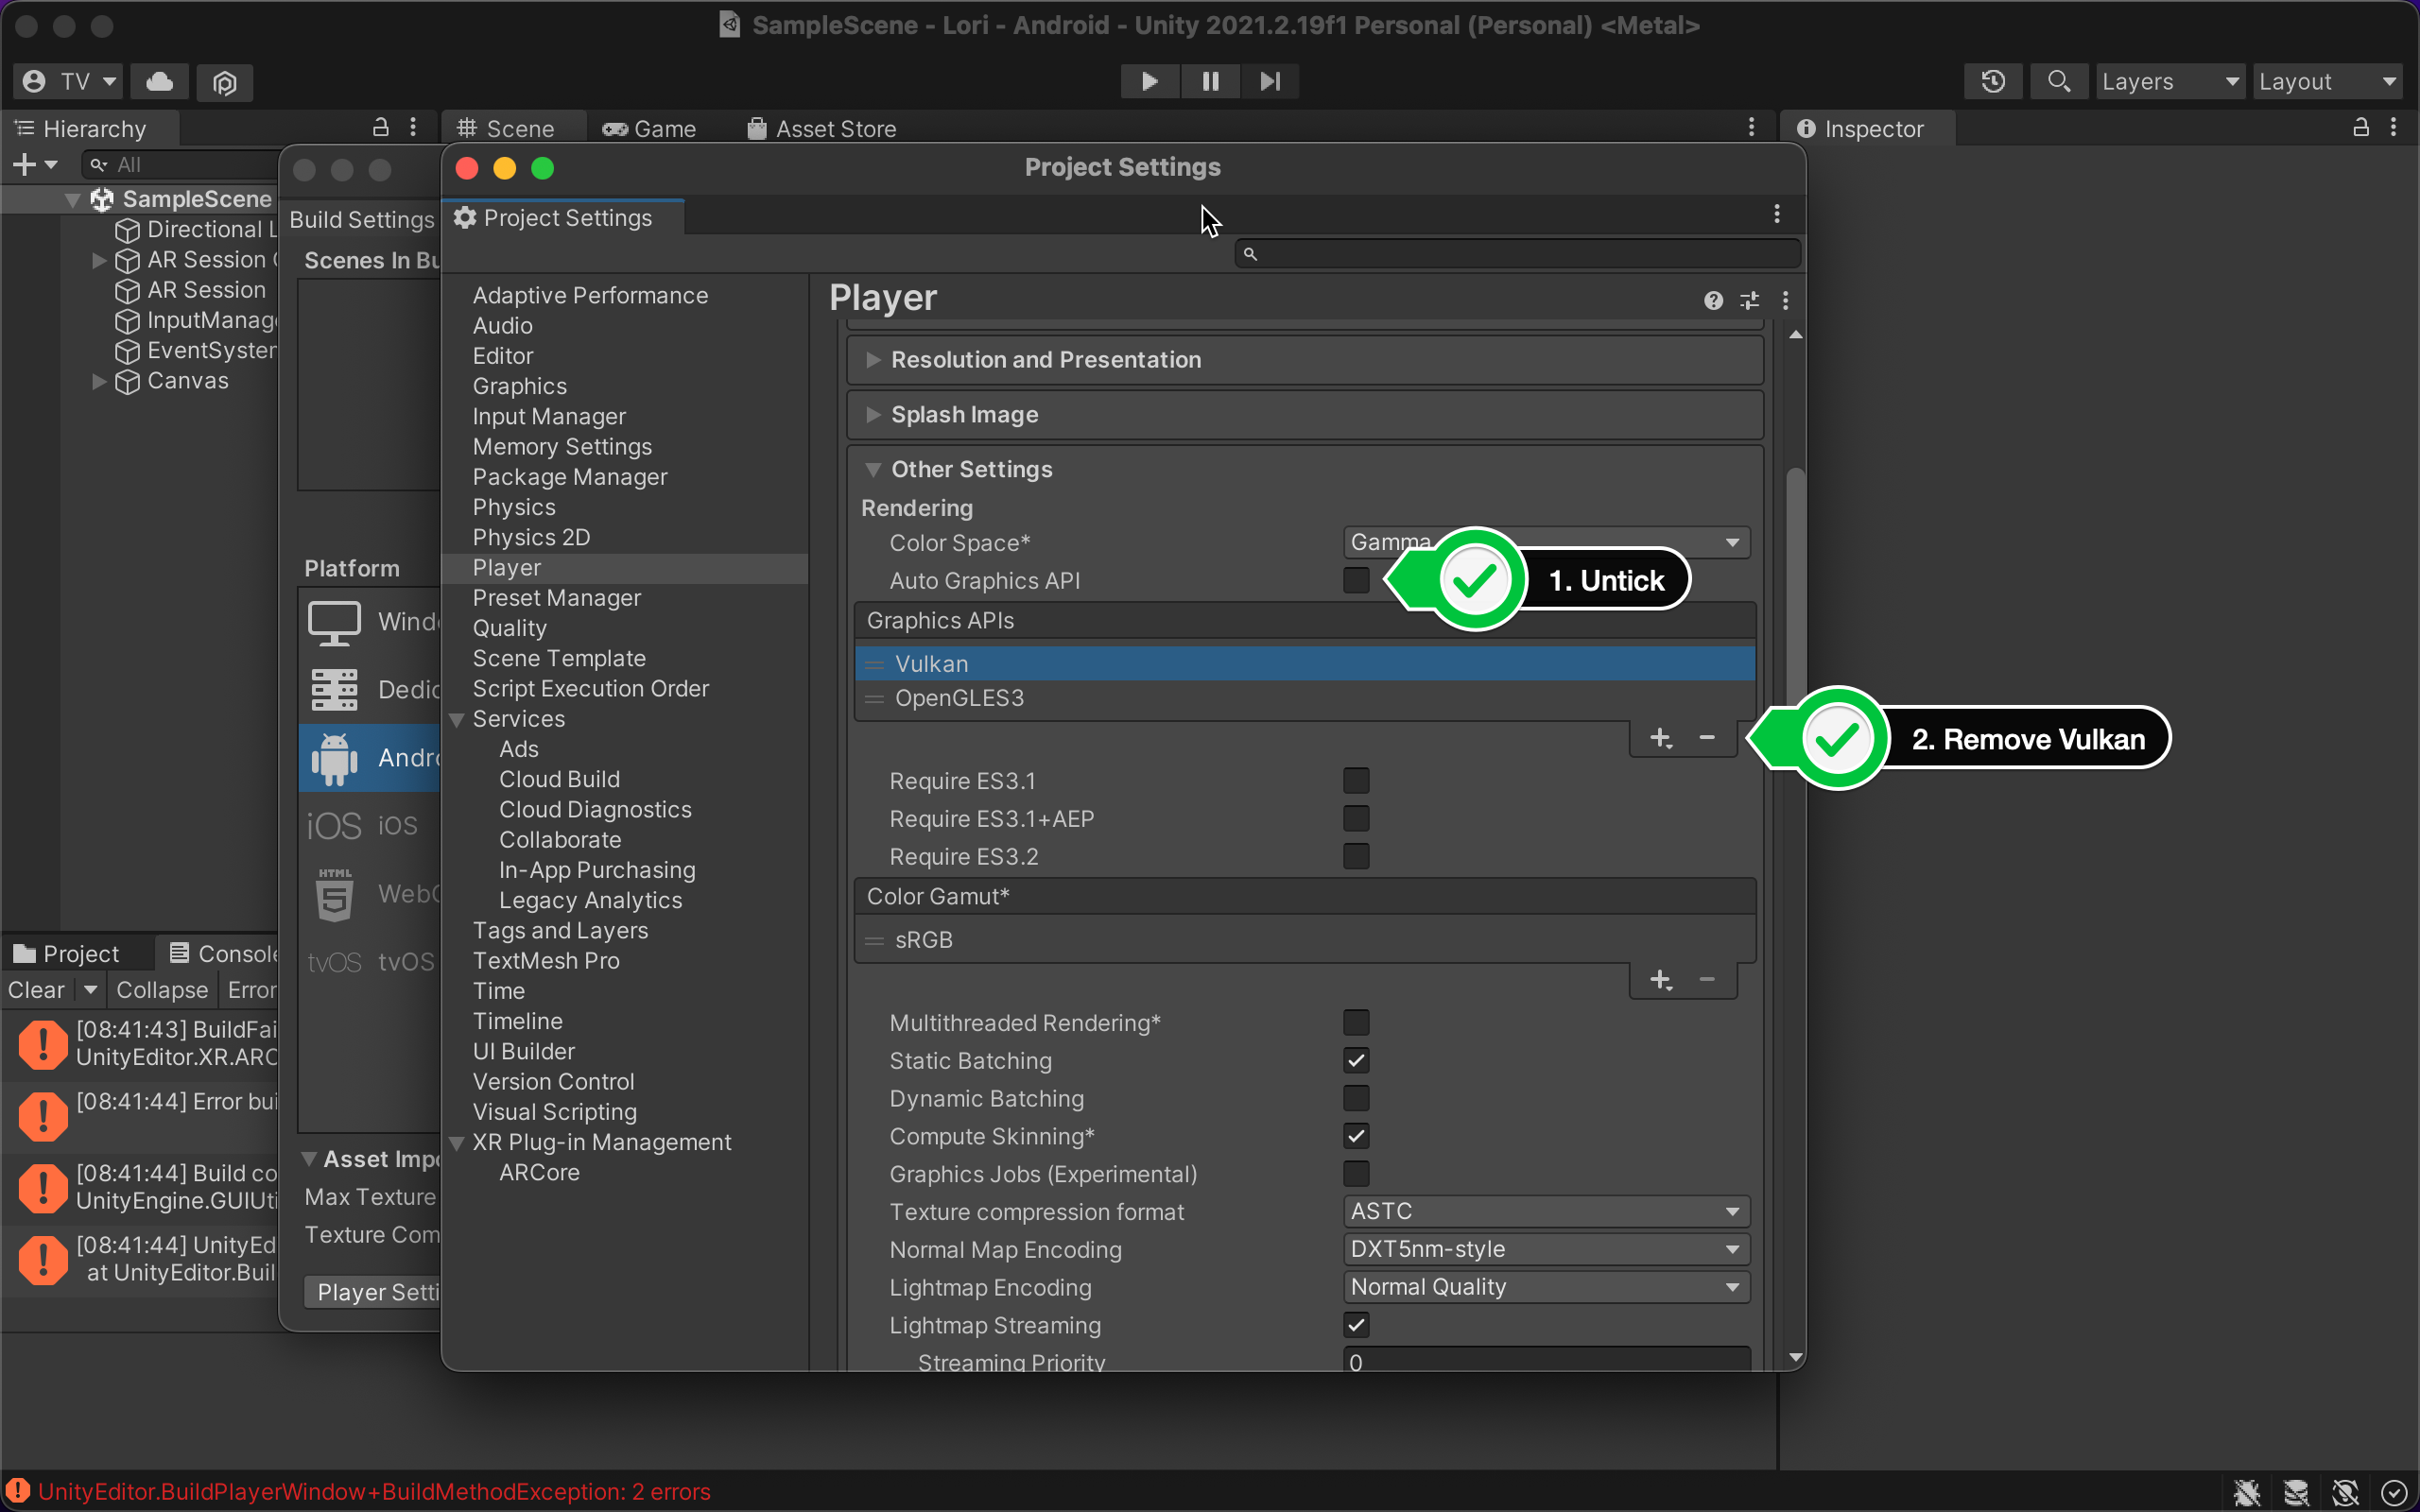 SampleScene - Lori - Android - Unity 2021.2.19f1 Personal (Personal) <Metal>
TV
Layers
Layout
Hierarchy
Scene
Game
Asset Store
Inspector
All
SampleScene
Directional L
AR Session
AR Session
InputManag
EventSyster
Canvas
Build Settings
Scenes In Bu
Platform
Wind
Dedic
Andro
iOS iOS
HTML 5 WebG
tvOS tvOS
Asset Impo
Max Texture
Texture Com
Player Setti
Project Settings
Project Settings
Adaptive Performance
Audio
Editor
Graphics
Input Manager
Memory Settings
Package Manager
Physics
Physics 2D
Player
Preset Manager
Quality
Scene Template
Script Execution Order
Services
Ads
Cloud Build
Cloud Diagnostics
Collaborate
In-App Purchasing
Legacy Analytics
Tags and Layers
TextMesh Pro
Time
Timeline
UI Builder
Version Control
Visual Scripting
XR Plug-in Management
ARCore
Player
Resolution and Presentation
Splash Image
Other Settings
Rendering
Color Space* Gamma
Auto Graphics API
1. Untick
Graphics APIs
Vulkan
OpenGLES3
2. Remove Vulkan
Require ES3.1
Require ES3.1+AEP
Require ES3.2
Color Gamut*
sRGB
Multithreaded Rendering*
Static Batching
Dynamic Batching
Compute Skinning*
Graphics Jobs (Experimental)
Texture compression format ASTC
Normal Map Encoding DXT5nm-style
Lightmap Encoding Normal Quality
Lightmap Streaming
Streaming Priority 0
Project
Console
Clear
Collapse
Error
[08:41:43] BuildFai
UnityEditor.XR.ARC
[08:41:44] Error bui
[08:41:44] Build co
UnityEngine.GUIUti
[08:41:44] UnityEd
at UnityEditor.Buil
UnityEditor.BuildPlayerWindow+BuildMethodException: 2 errors